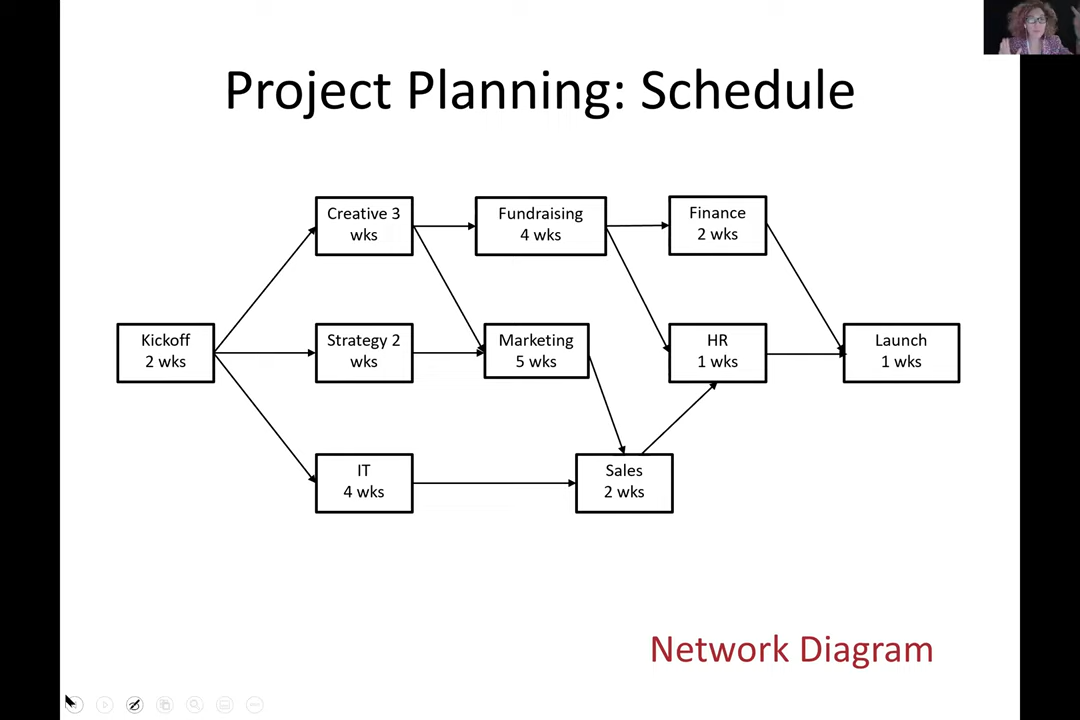 Project Planning: Schedule
Creative 3
wks
Fundraising
4 wks
Finance
2 wks
Kickoff
2 wks
Strategy 2
wks
Marketing
5 wks
HR
1 wks
Launch
1 wks
IT
4 wks
Sales
2 wks
Network Diagram